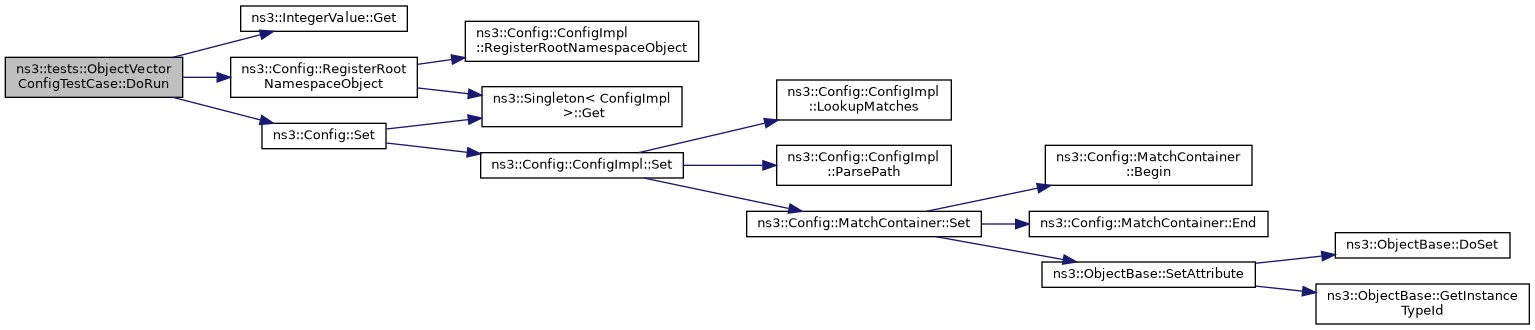 ns3::tests::ObjectVector
ConfigTestCase::DoRun
ns3::IntegerValue::Get
ns3::Config::RegisterRoot
NamespaceObject
ns3::Config::Set
ns3::Config::ConfigImpl
::RegisterRootNamespaceObject
ns3::Singleton< ConfigImpl
>::Get
ns3::Config::ConfigImpl::Set
ns3::Config::ConfigImpl
::LookupMatches
ns3::Config::ConfigImpl
::ParsePath
ns3::Config::MatchContainer::Set
ns3::Config::MatchContainer
::Begin
ns3::Config::MatchContainer::End
ns3::ObjectBase::SetAttribute
ns3::ObjectBase::DoSet
ns3::ObjectBase::GetInstance
TypeId